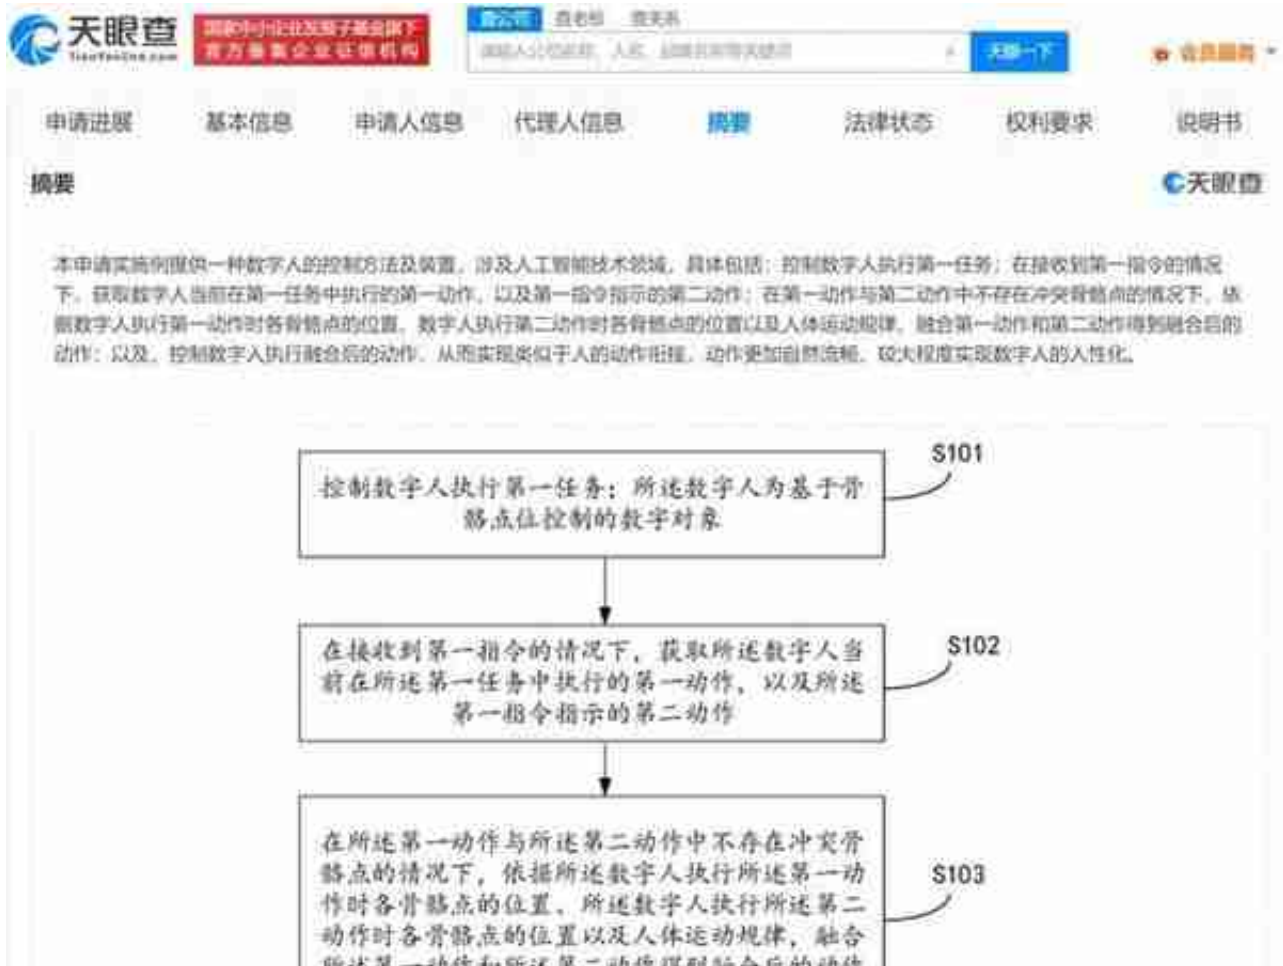 天眼查
TianYanCha.com
国家中小企业发展子基金旗下
官方备案企业征信机构
查公司 查老板 查关系
天眼一下
会员服务
申请进展 基本信息 申请人信息 代理人信息 摘要 法律状态 权利要求 说明书
摘要
天眼查
本申请实施例提供一种数字人的控制方法及装置，涉及人工智能技术领域，具体包括：控制数字人执行第一任务；在接收到第一指令的情况
下，获取数字人当前在第一任务中执行的第一动作，以及第一指令指示的第二动作；在第一动作与第二动作中不存在冲突骨骼点的情况下，依
据数字人执行第一动作时各骨骼点的位置、数字人执行第二动作时各骨骼点的位置以及人体运动规律，融合第一动作和第二动作得到融合后的
动作；以及，控制数字人执行融合后的动作，从而实现类似于人的动作衔接，动作更加自然流畅，较大程度实现数字人的人性化。
S101
控制数字人执行第一任务；所述数字人为基于骨
骼点位控制的数字对象
S102
在接收到第一指令的情况下，获取所述数字人当
前在所述第一任务中执行的第一动作，以及所述
第一指令指示的第二动作
S103
在所述第一动作与所述第二动作中不存在冲突骨
骼点的情况下，依据所述数字人执行所述第一动
作时各骨骼点的位置、所述数字人执行所述第二
动作时各骨骼点的位置以及人体运动规律，融合
所述第一动作和所述第二动作得到融合后的动作